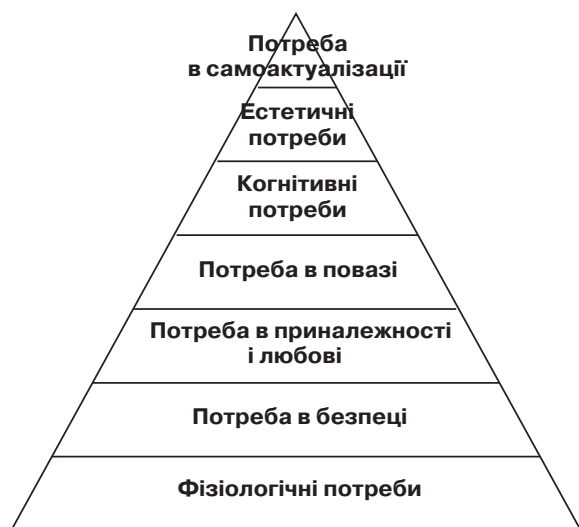 Потреба
в самоактуалізації
Естетичні
потреби
Когнітивні
потреби
Потреба в повазі
Потреба в приналежності
і любові
Потреба в безпеці
Фізіологічні потреби